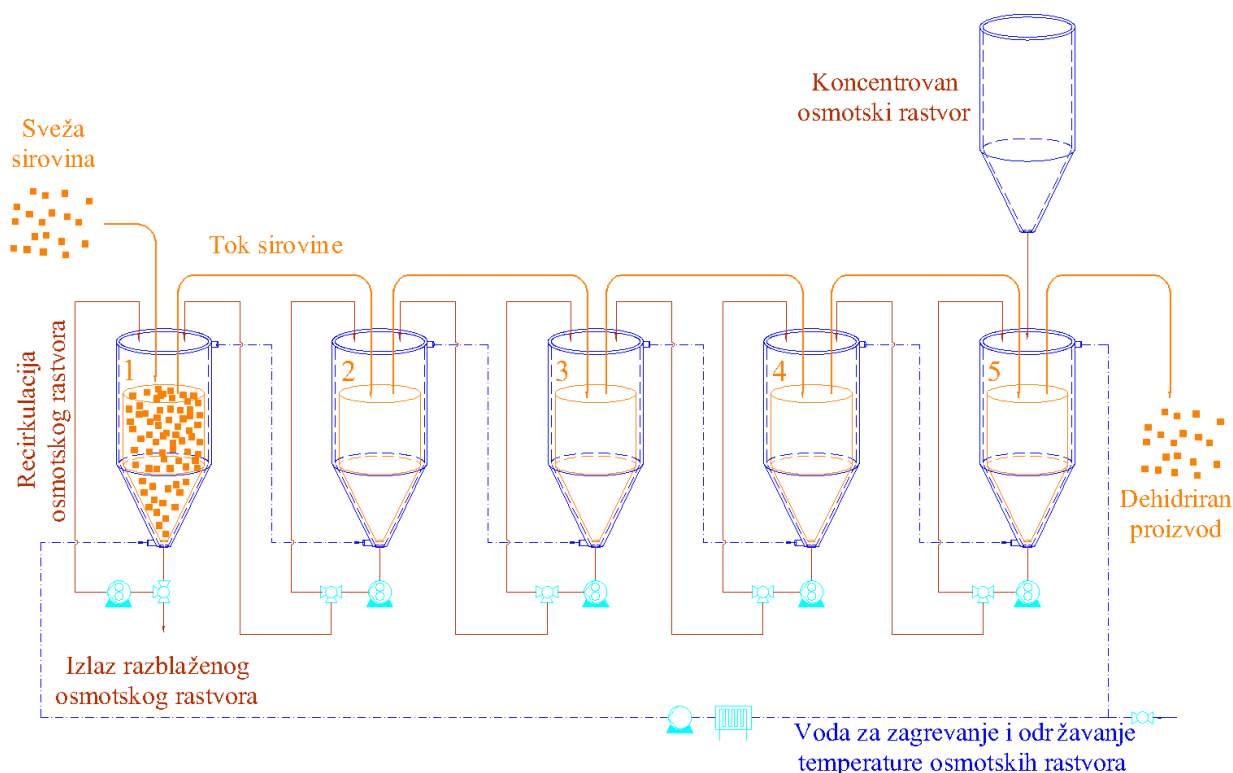 Koncentrovan
osmotski rastvor
Sveža
sirovina
Tok sirovine
Recirkulacija
osmotskog rastvora
1
2
3
4
5
Dehidriran
proizvod
Izlaz razblaženog
osmotskog rastvora
Voda za zagrevanje i održavanje
temperature osmotskih rastvora